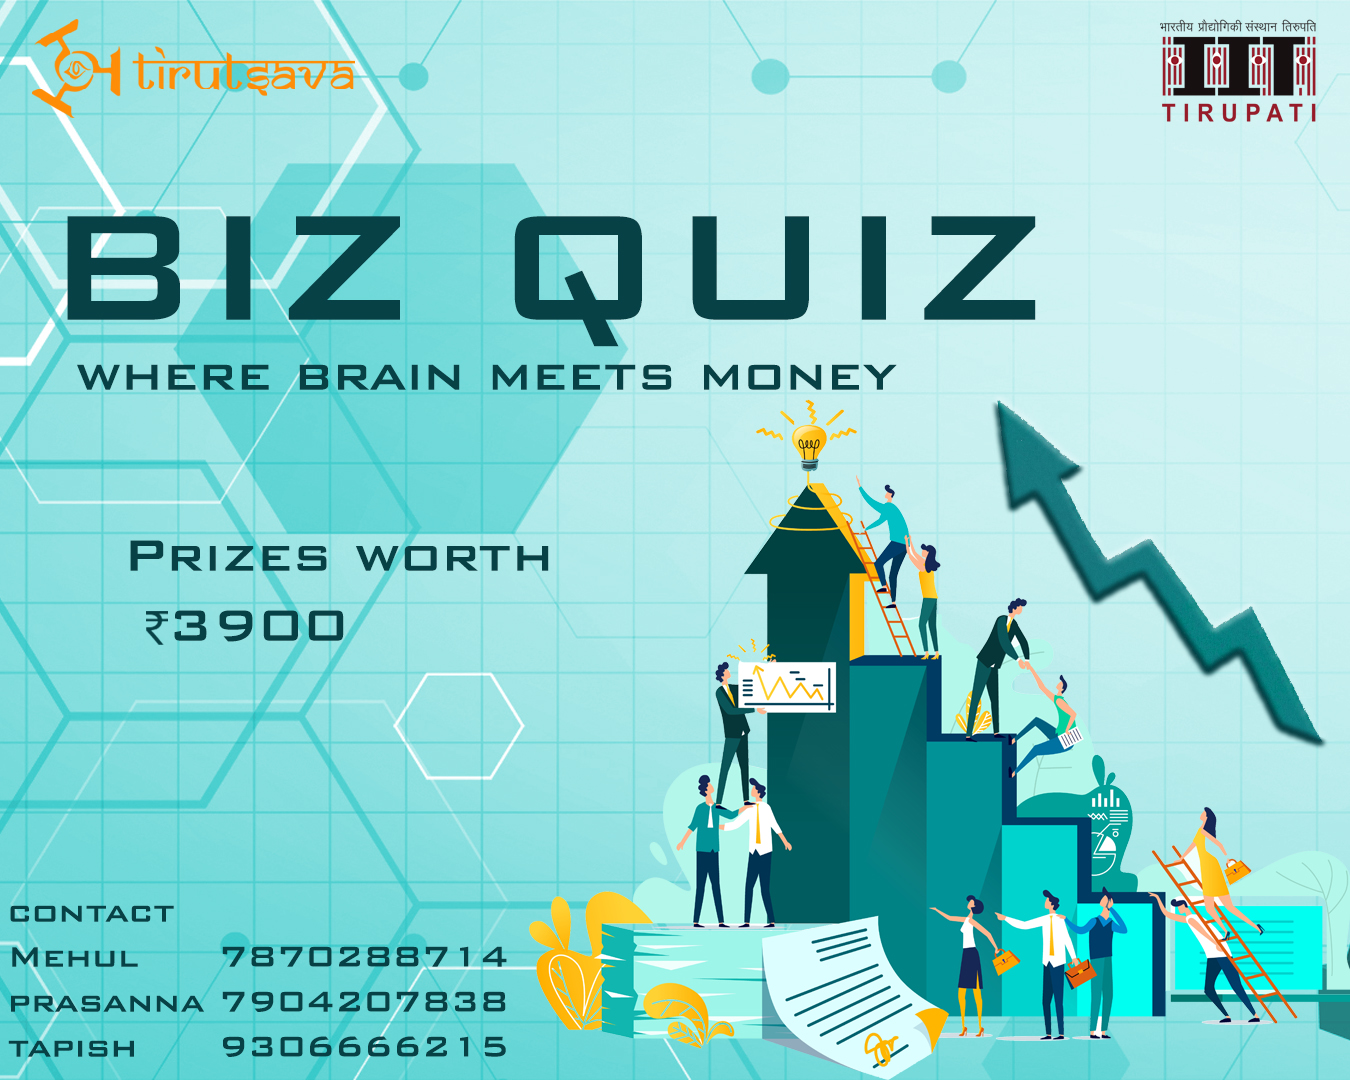 tirutsava
भारतीय प्रौद्योगिकी संस्थान तिरुपति
IIT
TIRUPATI
BIZ QUIZ
WHERE BRAIN MEETS MONEY
PRIZES WORTH
₹3900
CONTACT
MEHUL 7870288714
PRASANNA 7904207838
TAPISH 9306666215